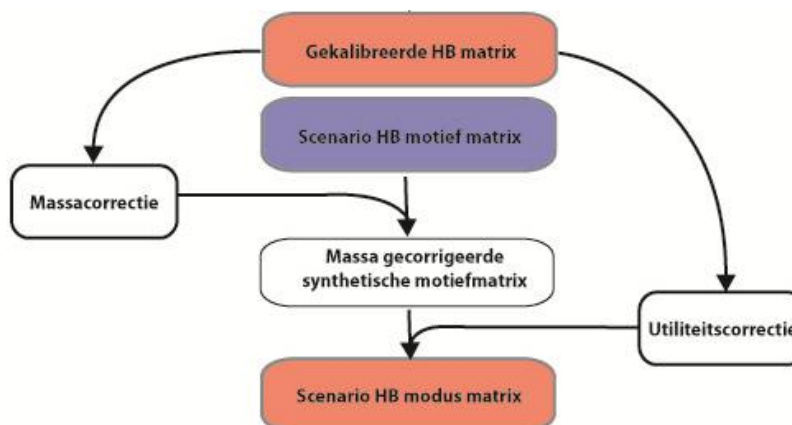 Gekalibreerde HB matrix
Scenario HB motief matrix
Massacorrectie
Massa gecorrigeerde
synthetische motiefmatrix
Utiliteitscorrectie
Scenario HB modus matrix